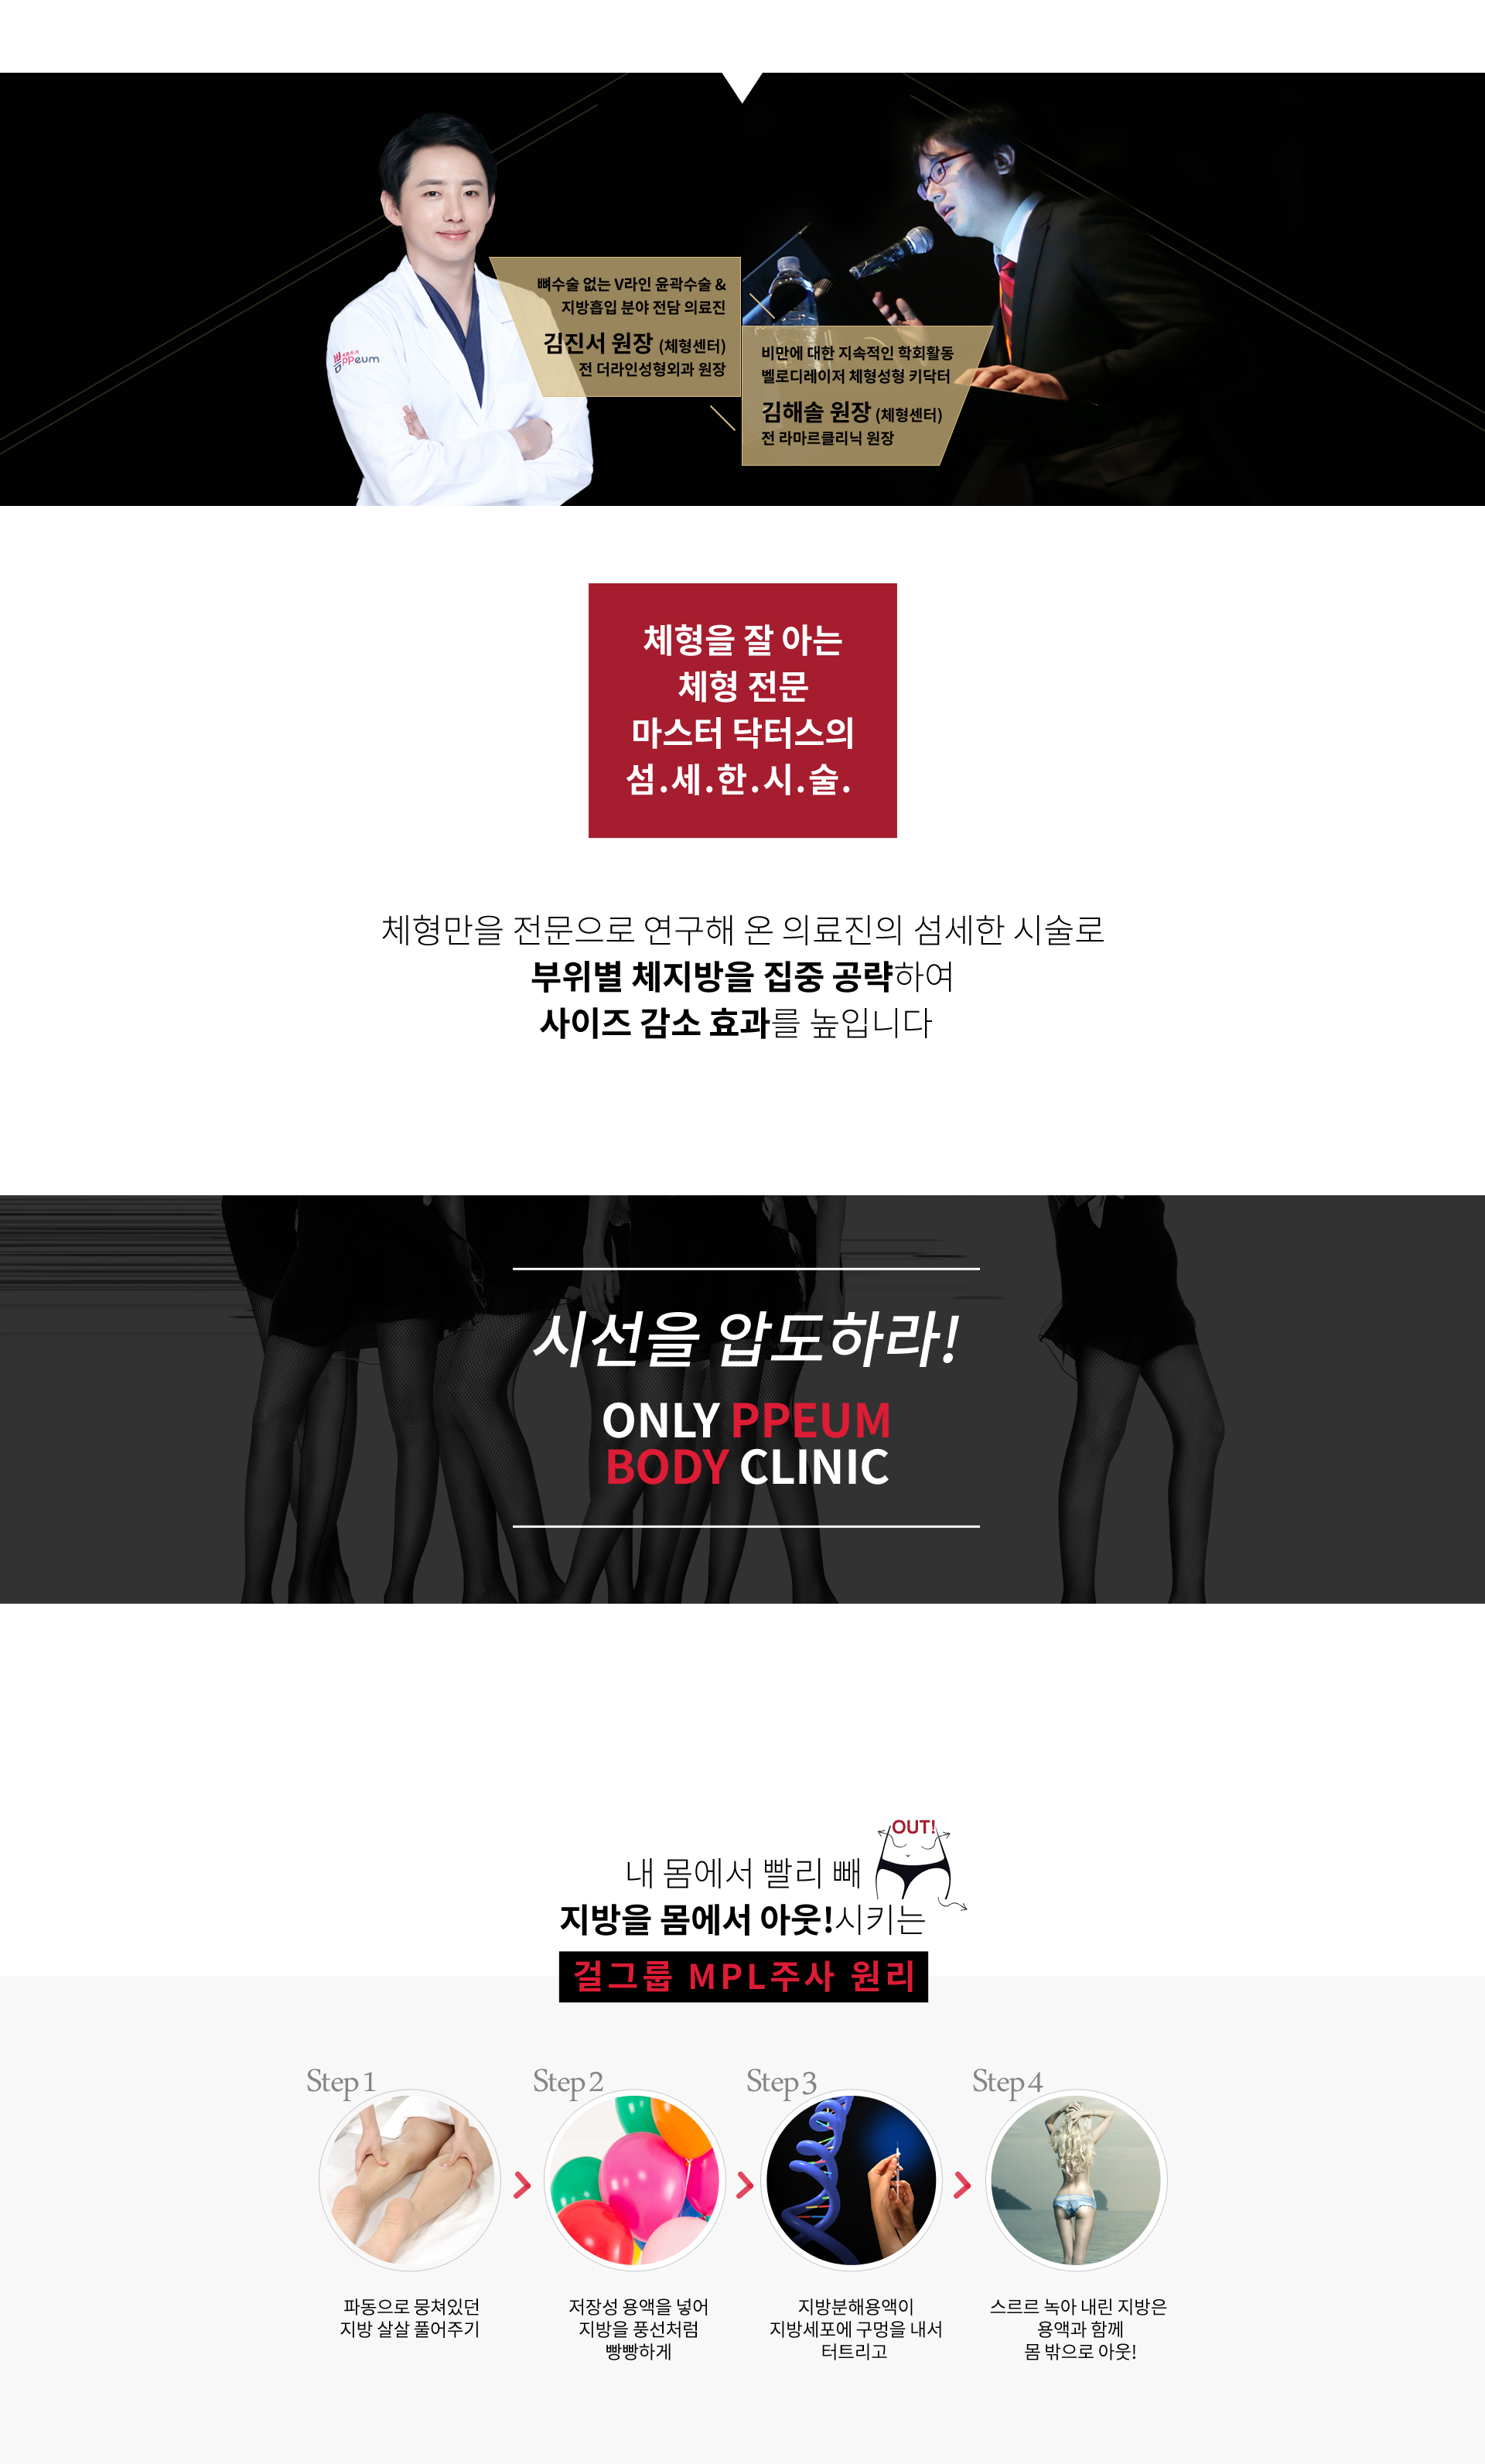 쁨
PPeum
뼈수술 없는 V라인 윤곽수술 &
지방흡입 분야 전담 의료진
김진서 원장 (체형센터)
전 더라인성형외과 원장
비만에 대한 지속적인 학회활동
벨로디레이저 체형성형 키닥터
김해솔 원장 (체형센터)
전 라마르클리닉 원장
체형을 잘 아는
체형 전문
마스터 닥터스의
섬.세.한.시.술.
체형만을 전문으로 연구해 온 의료진의 섬세한 시술로
부위별 체지방을 집중 공략하여
사이즈 감소 효과를 높입니다
시선을 압도하라!
ONLY PPEUM
BODY CLINIC
OUT!
내 몸에서 빨리 빼
지방을 몸에서 아웃!시키는
걸그룹 MPL주사 원리
Step 1
파동으로 뭉쳐있던
지방 살살 풀어주기
Step 2
저장성 용액을 넣어
지방을 풍선처럼
빵빵하게
Step 3
지방분해용액이
지방세포에 구멍을 내서
터트리고
Step 4
스르르 녹아 내린 지방은
용액과 함께
몸 밖으로 아웃!